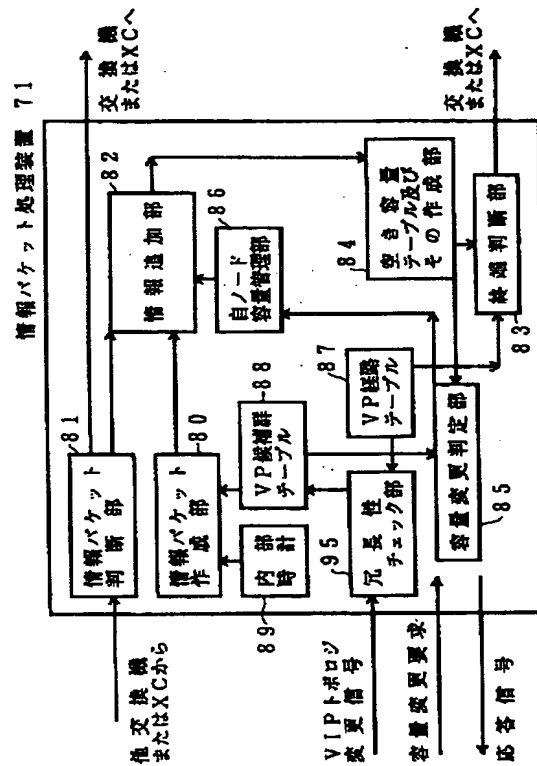 情報パケット処理装置 71
他交換機
またはXCから
VIPトポロジ
変更信号
容量変更要求
応答信号
81
情報パケット
判断部
80
情報パケット
作成部
89
内部時計
95
冗長性
チェック部
88
VP候補群
テーブル
87
VP経路
テーブル
85
容量変更判定部
82
情報追加部
86
自ノード
容量管理部
84
空き容量
テーブル及び
その作成部
83
終端判断部
交換機
またはXCへ
交換機
またはXCへ